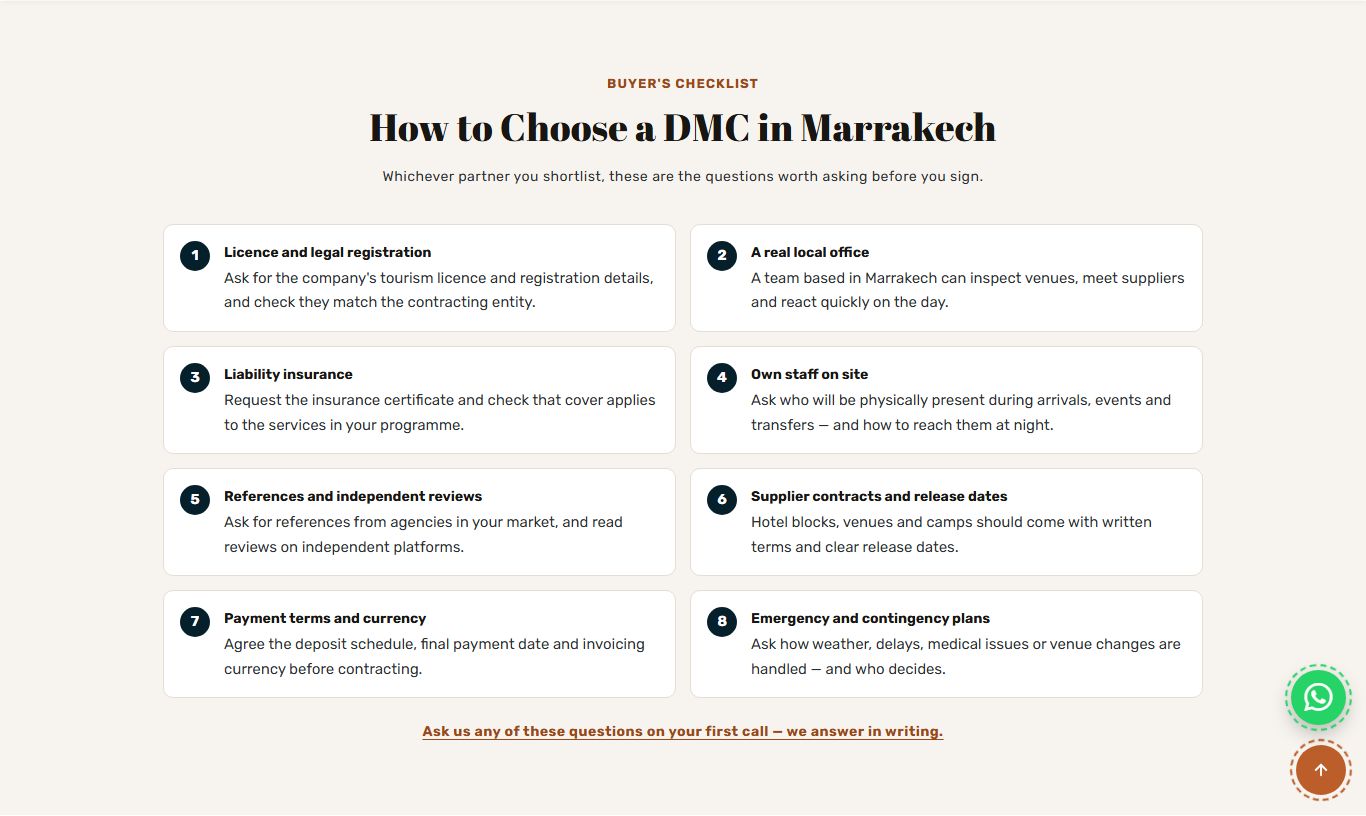 BUYER'S CHECKLIST
How to Choose a DMC in Marrakech
Whichever partner you shortlist, these are the questions worth asking before you sign.
1
Licence and legal registration
Ask for the company's tourism licence and registration details,
and check they match the contracting entity.
2
A real local office
A team based in Marrakech can inspect venues, meet suppliers
and react quickly on the day.
3
Liability insurance
Request the insurance certificate and check that cover applies
to the services in your programme.
4
Own staff on site
Ask who will be physically present during arrivals, events and
transfers — and how to reach them at night.
5
References and independent reviews
Ask for references from agencies in your market, and read
reviews on independent platforms.
6
Supplier contracts and release dates
Hotel blocks, venues and camps should come with written
terms and clear release dates.
7
Payment terms and currency
Agree the deposit schedule, final payment date and invoicing
currency before contracting.
8
Emergency and contingency plans
Ask how weather, delays, medical issues or venue changes are
handled — and who decides.
Ask us any of these questions on your first call — we answer in writing.